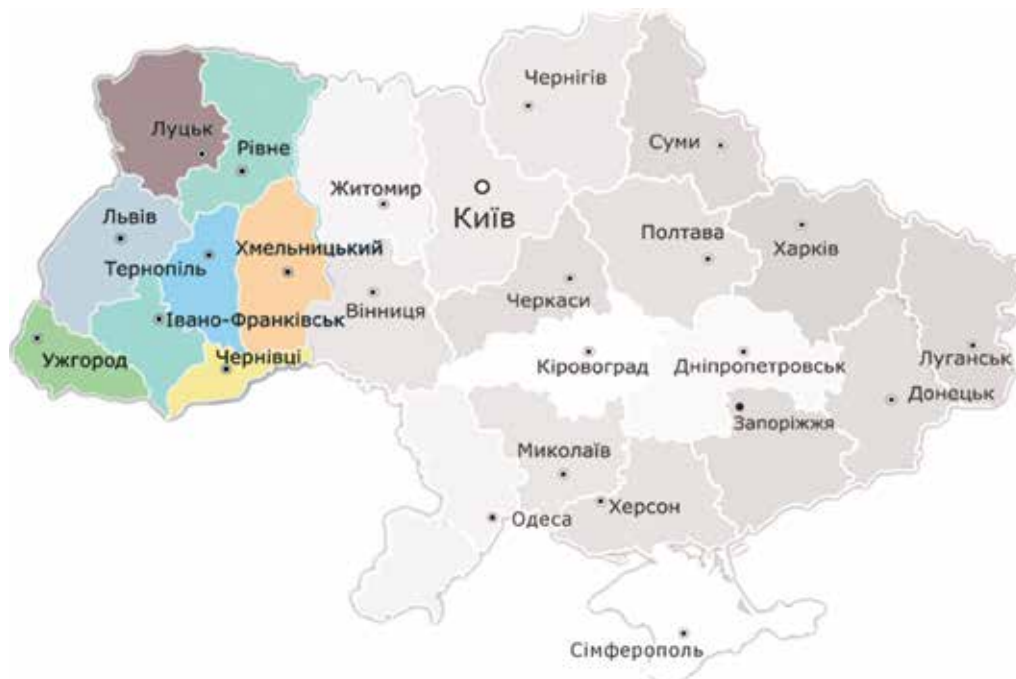 Чернігів
Луцьк
Суми
Рівне
Житомир
Київ
Львів
Полтава
Харків
Хмельницький
Тернопіль
Черкаси
Вінниця
Івано-Франківськ
Ужгород
Чернівці
Кіровоград
Дніпропетровськ
Луганськ
Донецьк
Запоріжжя
Миколаїв
Херсон
Одеса
Сімферополь